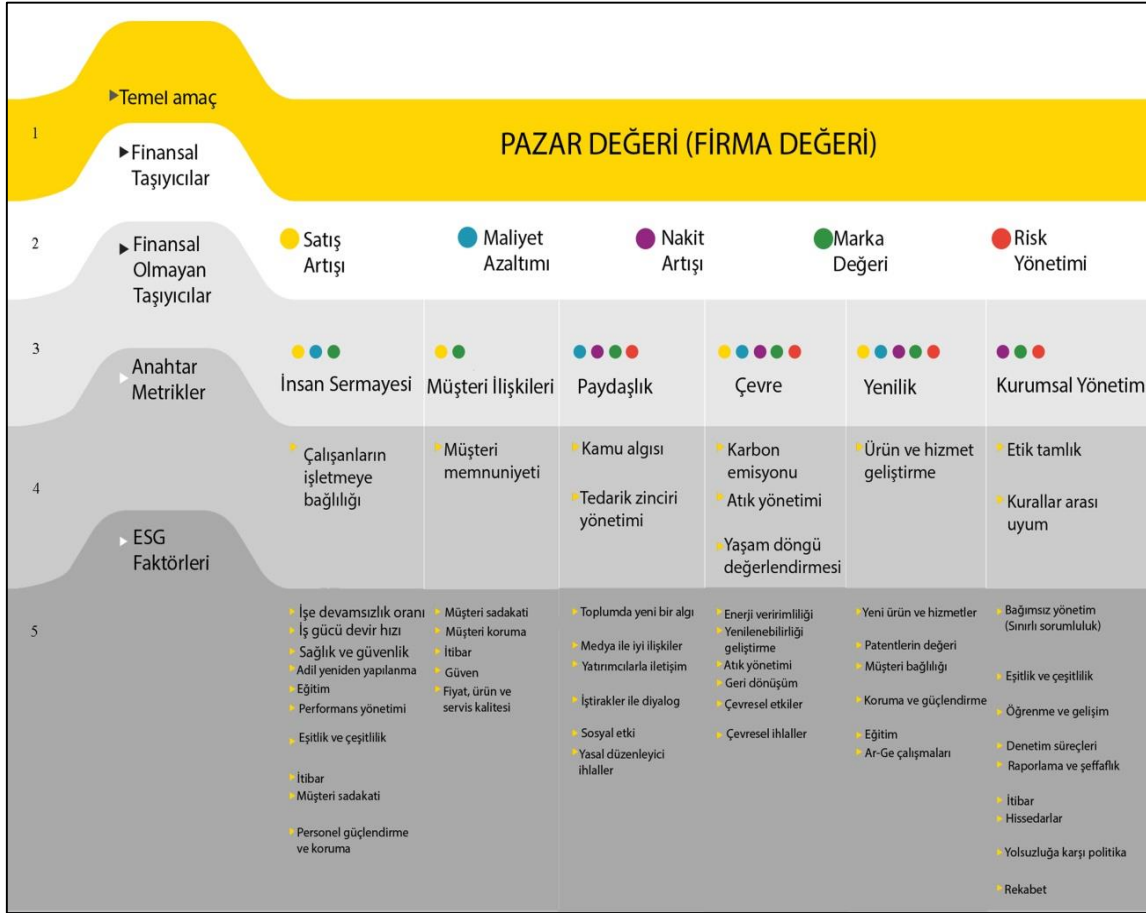 1
Temel amaç
PAZAR DEĞERİ (FİRMA DEĞERİ)
Finansal
Taşıyıcılar
2
Finansal
Olmayan
Taşıyıcılar
Satış
Artışı
Maliyet
Azaltımı
Nakit
Artışı
Marka
Değeri
Risk
Yönetimi
3
Anahtar
Metrikler
İnsan Sermayesi
Müşteri İlişkileri
Paydaşlık
Çevre
Yenilik
Kurumsal Yönetim
4
Çalışanların
işletmeye
bağlılığı
Müşteri
memnuniyeti
Kamu algısı
Tedarik zinciri
yönetimi
Karbon
emisyonu
Atık yönetimi
Yaşam döngü
değerlendirmesi
Ürün ve hizmet
geliştirme
Etik tamlık
Kurallar arası
uyum
ESG
Faktörleri
5
İşe devamsızlık oranı
İş gücü devir hızı
Sağlık ve güvenlik
Adil yeniden yapılanma
Eğitim
Performans yönetimi
Eşitlik ve çeşitlilik
İtibar
Müşteri sadakati
Personel güçlendirme
ve koruma
Müşteri sadakati
Müşteri koruma
İtibar
Güven
Fiyat, ürün ve
servis kalitesi
Toplumda yeni bir algı
Medya ile iyi ilişkiler
Yatırımcılarla iletişim
İştirakler ile diyalog
Sosyal etki
Yasal düzenleyici
ihlaller
Enerji veririmliliği
Yenilenebilirliği
geliştirme
Atık yönetimi
Geri dönüşüm
Çevresel etkiler
Çevresel ihlaller
Yeni ürün ve hizmetler
Patentlerin değeri
Müşteri bağlılığı
Koruma ve güçlendirme
Eğitim
Ar-Ge çalışmaları
Bağımsız yönetim
(Sınırlı sorumluluk)
Eşitlik ve çeşitlilik
Öğrenme ve gelişim
Denetim süreçleri
Raporlama ve şeffaflık
İtibar
Hissedarlar
Yolsuzluğa karşı politika
Rekabet